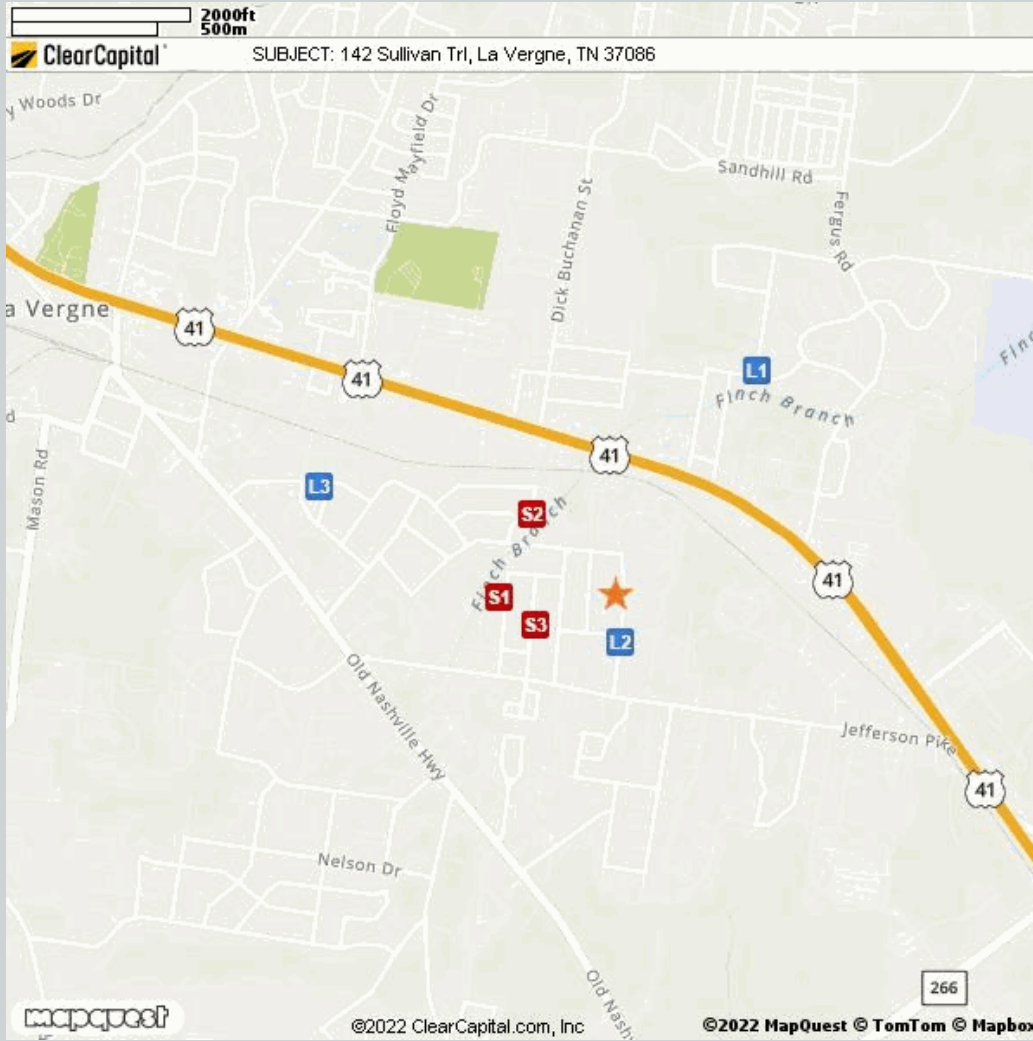 2000ft
500m
ClearCapital
SUBJECT: 142 Sullivan Trl, La Vergne, TN 37086
y Woods Dr
Floyd Mayfield Dr
Sandhill Rd
Dick Buchanan St
Fergus Rd
a Vergne
41
41
L1
Finch Branch
Finc
d
Mason Rd
41
L3
S2
Finch Branch
41
S1
S3
L2
Old Nashville Hwy
Jefferson Pike
41
Nelson Dr
Old Nash
266
mapquest
©2022 ClearCapital.com, Inc
©2022 MapQuest © TomTom © Mapbox